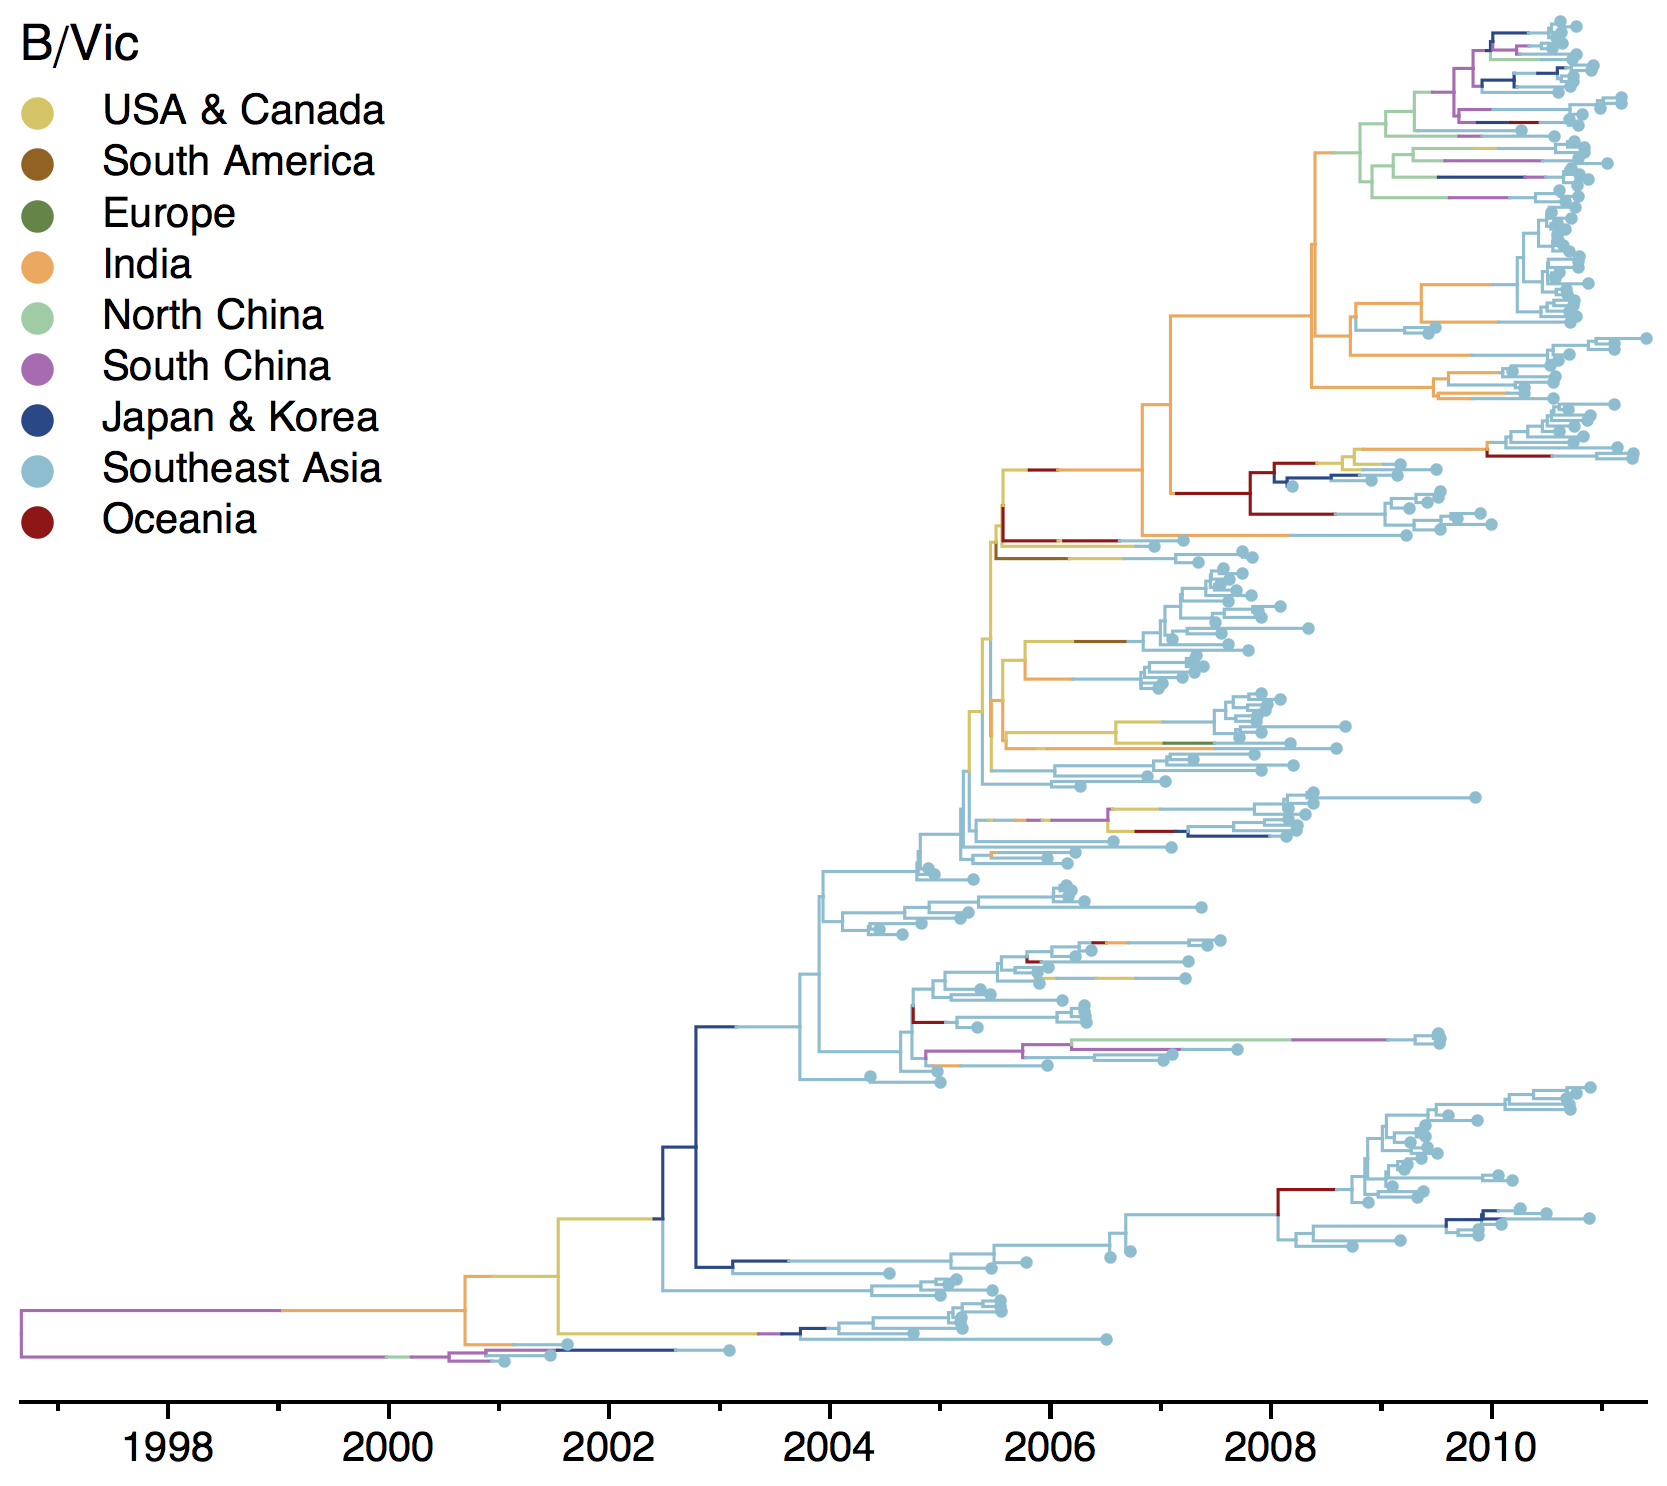 B/Vic
USA & Canada
South America
Europe
India
North China
South China
Japan & Korea
Southeast Asia
Oceania
1998 2000 2002 2004 2006 2008 2010